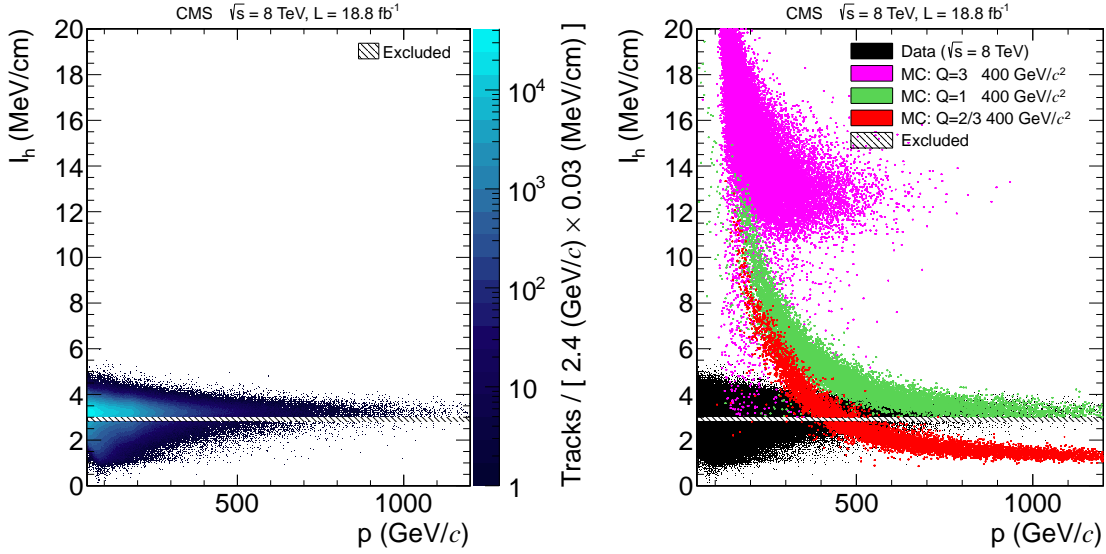 CMS √s = 8 TeV, L = 18.8 fb⁻¹
Excluded
I_h (MeV/cm)
20
18
16
14
12
10
8
6
4
2
0
500
1000
p (GeV/c)
10⁴
10³
10²
10
1
Tracks / [ 2.4 (GeV/c) × 0.03 (MeV/cm) ]
CMS √s = 8 TeV, L = 18.8 fb⁻¹
Data (√s = 8 TeV)
MC: Q=3 400 GeV/c²
MC: Q=1 400 GeV/c²
MC: Q=2/3 400 GeV/c²
Excluded
I_h (MeV/cm)
20
18
16
14
12
10
8
6
4
2
0
500
1000
p (GeV/c)